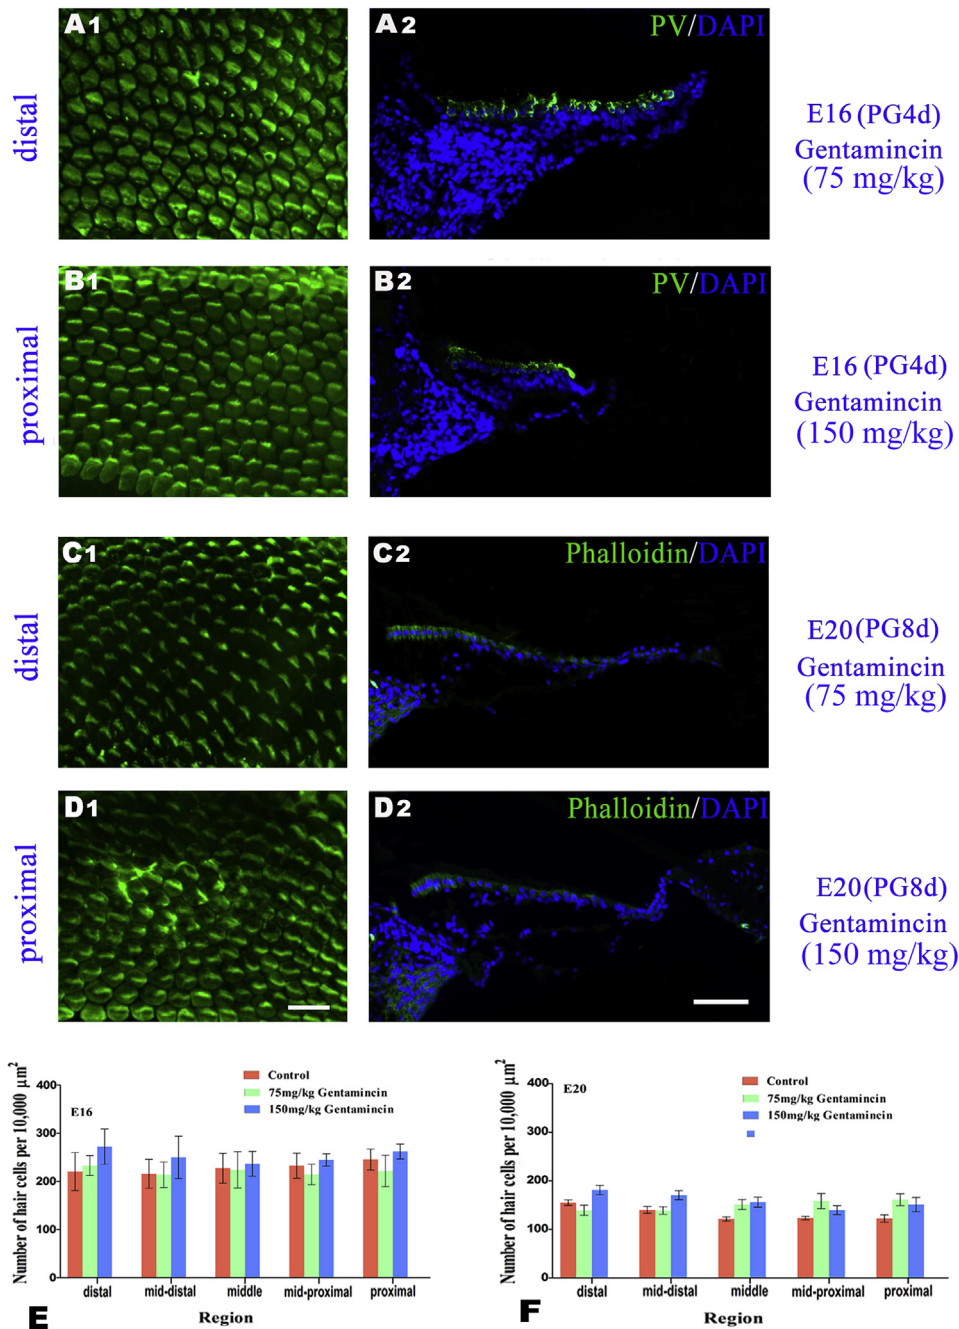 A1
A2
PV/DAPI
distal
E16 (PG4d)
Gentamincin
(75 mg/kg)
B1
B2
PV/DAPI
proximal
E16 (PG4d)
Gentamincin
(150 mg/kg)
C1
C2
Phalloidin/DAPI
distal
E20 (PG8d)
Gentamincin
(75 mg/kg)
D1
D2
Phalloidin/DAPI
proximal
E20 (PG8d)
Gentamincin
(150 mg/kg)
Number of hair cells per 10,000 µm²
400
300
200
100
0
E16
Control
75mg/kg Gentamincin
150mg/kg Gentamincin
distal
mid-distal
middle
mid-proximal
proximal
Region
E
Number of hair cells per 10,000 µm²
400
300
200
100
0
E20
Control
75mg/kg Gentamincin
150mg/kg Gentamincin
distal
mid-distal
middle
mid-proximal
proximal
Region
F